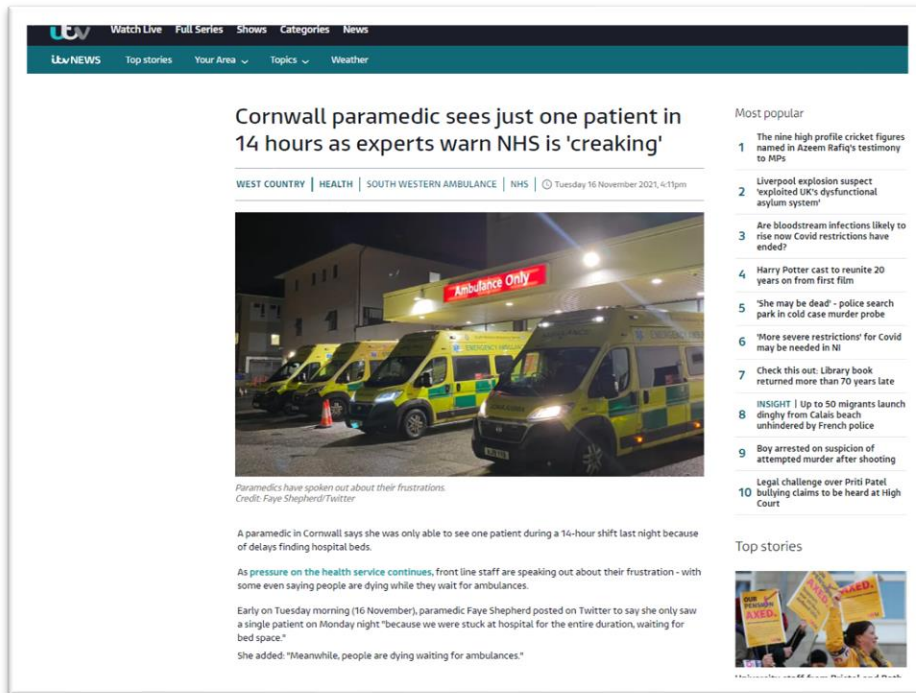 itv Watch Live Full Series Shows Categories News
itv NEWS Top stories Your Area Topics Weather
Cornwall paramedic sees just one patient in
14 hours as experts warn NHS is 'creaking'
WEST COUNTRY | HEALTH | SOUTH WESTERN AMBULANCE | NHS | Tuesday 16 November 2021, 4:11pm
Ambulance Only
EMERGENCY AMBULANCE
Paramedics have spoken out about their frustrations.
Credit: Faye Shepherd/Twitter
A paramedic in Cornwall says she was only able to see one patient during a 14-hour shift last night because
of delays finding hospital beds.
As pressure on the health service continues, front line staff are speaking out about their frustration - with
some even saying people are dying while they wait for ambulances.
Early on Tuesday morning (16 November), paramedic Faye Shepherd posted on Twitter to say she only saw
a single patient on Monday night "because we were stuck at hospital for the entire duration, waiting for
bed space."
She added: "Meanwhile, people are dying waiting for ambulances."
Most popular
1 The nine high profile cricket figures
named in Azeem Rafiq's testimony
to MPs
2 Liverpool explosion suspect
'exploited UK's dysfunctional
asylum system'
3 Are bloodstream infections likely to
rise now Covid restrictions have
ended?
4 Harry Potter cast to reunite 20
years on from first film
5 'She may be dead' - police search
park in cold case murder probe
6 'More severe restrictions' for Covid
may be needed in NI
7 Check this out: Library book
returned more than 70 years late
8 INSIGHT | Up to 50 migrants launch
dinghy from Calais beach
unhindered by French police
9 Boy arrested on suspicion of
attempted murder after shooting
10 Legal challenge over Priti Patel
bullying claims to be heard at High
Court
Top stories
OUR
PENSION
AXED.
AXED.